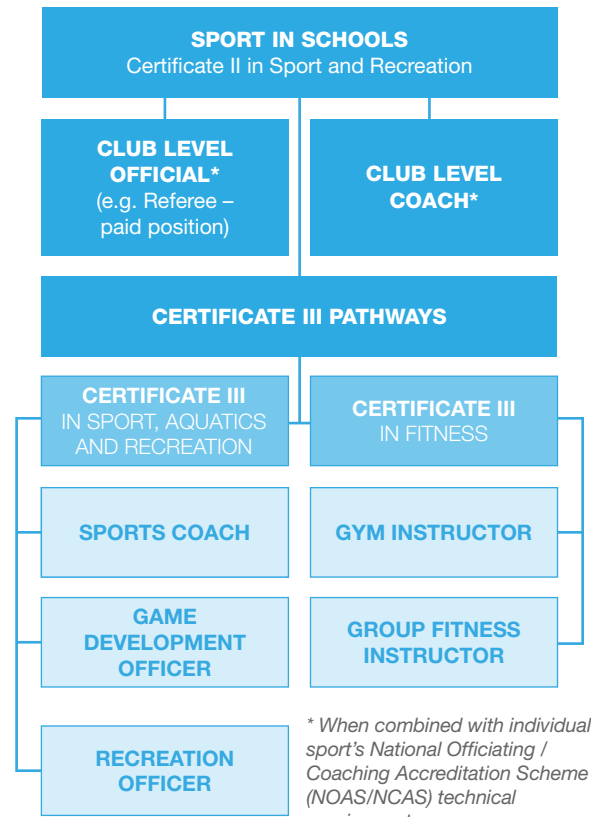 SPORT IN SCHOOLS
Certificate II in Sport and Recreation
CLUB LEVEL
OFFICIAL*
(e.g. Referee –
paid position)
CLUB LEVEL
COACH*
CERTIFICATE III PATHWAYS
CERTIFICATE III
IN SPORT, AQUATICS
AND RECREATION
CERTIFICATE III
IN FITNESS
SPORTS COACH
GYM INSTRUCTOR
GAME
DEVELOPMENT
OFFICER
GROUP FITNESS
INSTRUCTOR
RECREATION
OFFICER
* When combined with individual
sport's National Officiating /
Coaching Accreditation Scheme
(NOAS/NCAS) technical